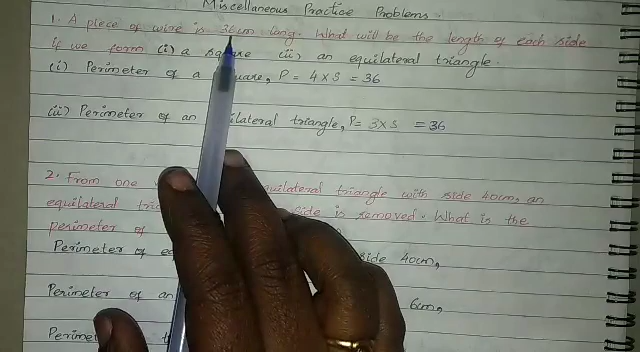 Miscellaneous Practice Problems.
1. A piece of wire is 36cm long. What will be the length of each side
if we form (i) a square (ii) an equilateral triangle.
(i) Perimeter of a square, P = 4 × S = 36
(ii) Perimeter of an equilateral triangle, P = 3 × S = 36
2. From one equilateral triangle with side 40cm, an
equilateral side is removed. What is the
perimeter of
Perimeter of side 40cm,
Perimeter of an 6cm,
Perimeter